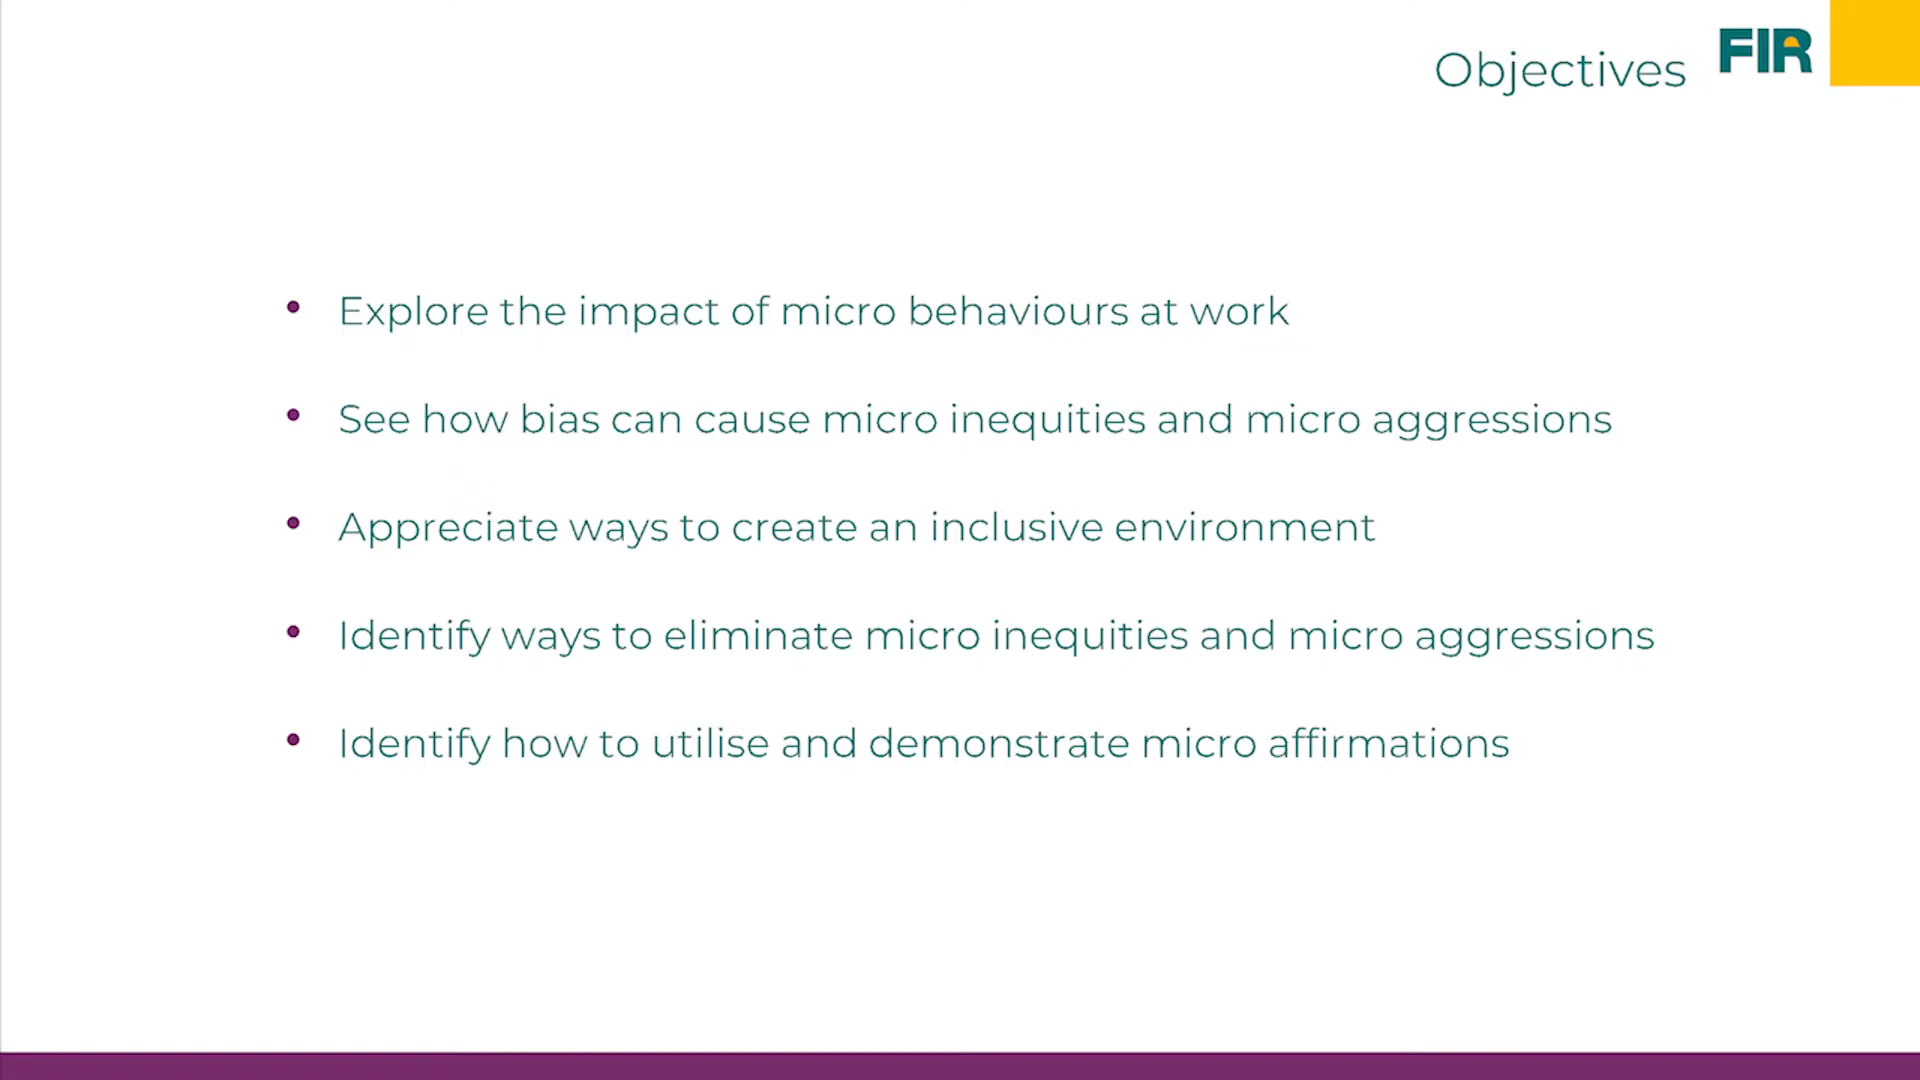 Objectives
FIR
Explore the impact of micro behaviours at work
See how bias can cause micro inequities and micro aggressions
Appreciate ways to create an inclusive environment
Identify ways to eliminate micro inequities and micro aggressions
Identify how to utilise and demonstrate micro affirmations